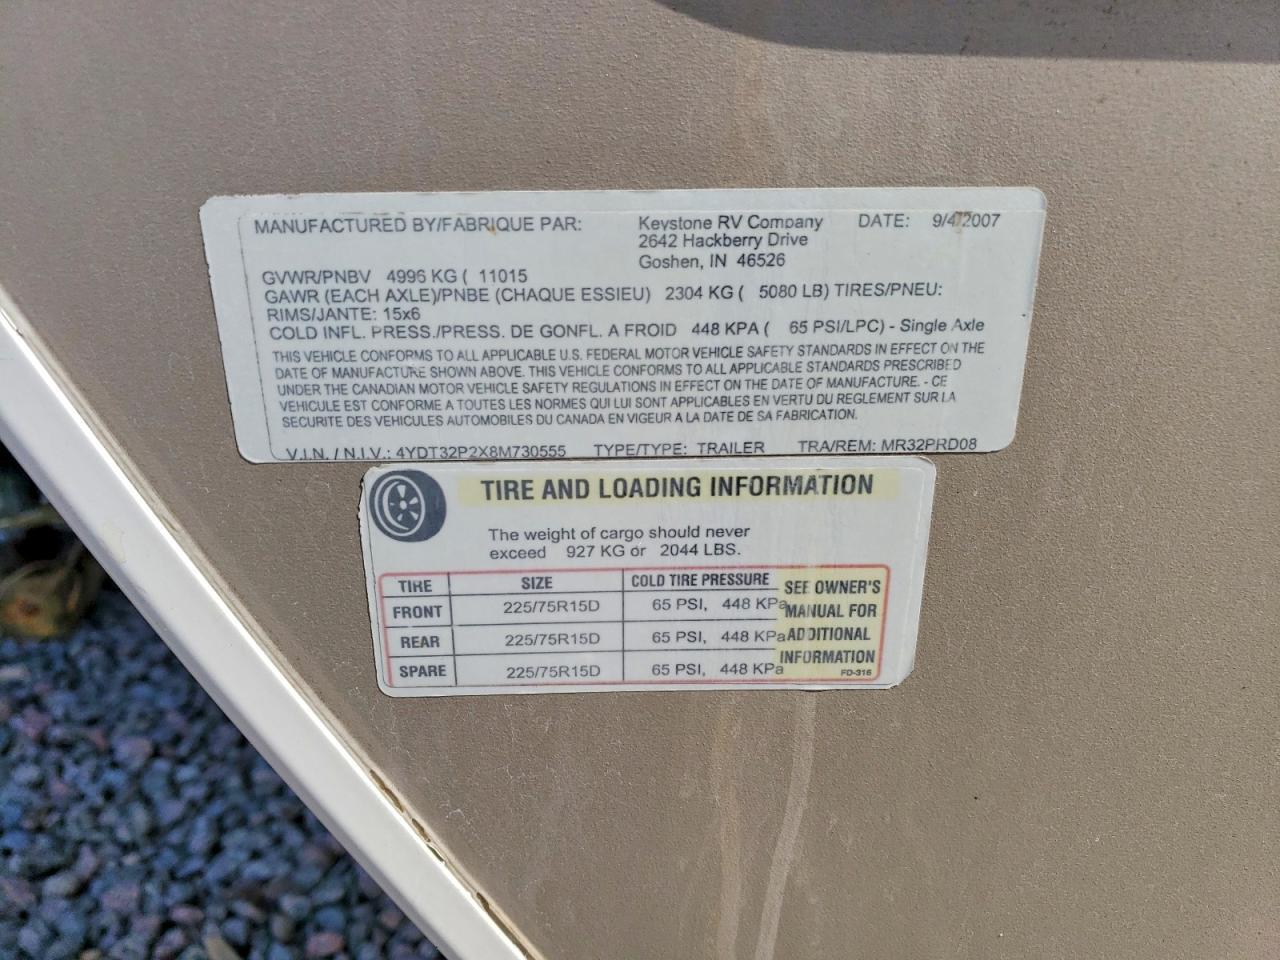 MANUFACTURED BY/FABRIQUE PAR: Keystone RV Company DATE: 9/4/2007
2642 Hackberry Drive
Goshen, IN 46526
GVWR/PNBV 4996 KG ( 11015
GAWR (EACH AXLE)/PNBE (CHAQUE ESSIEU) 2304 KG ( 5080 LB) TIRES/PNEU:
RIMS/JANTE: 15x6
COLD INFL. PRESS./PRESS. DE GONFL. A FROID 448 KPA ( 65 PSI/LPC) - Single Axle
THIS VEHICLE CONFORMS TO ALL APPLICABLE U.S. FEDERAL MOTOR VEHICLE SAFETY STANDARDS IN EFFECT ON THE
DATE OF MANUFACTURE SHOWN ABOVE. THIS VEHICLE CONFORMS TO ALL APPLICABLE STANDARDS PRESCRIBED
UNDER THE CANADIAN MOTOR VEHICLE SAFETY REGULATIONS IN EFFECT ON THE DATE OF MANUFACTURE. - CE
VEHICULE EST CONFORME A TOUTES LES NORMES QUI LUI SONT APPLICABLES EN VERTU DU REGLEMENT SUR LA
SECURITE DES VEHICULES AUTOMOBILES DU CANADA EN VIGEUR A LA DATE DE SA FABRICATION.
V.I.N. / N.I.V.: 4YDT32P2X8M730555 TYPE/TYPE: TRAILER TRA/REM: MR32PRD08
TIRE AND LOADING INFORMATION
The weight of cargo should never
exceed 927 KG or 2044 LBS.
TIRE SIZE COLD TIRE PRESSURE
FRONT 225/75R15D 65 PSI, 448 KPa
REAR 225/75R15D 65 PSI, 448 KPa
SPARE 225/75R15D 65 PSI, 448 KPa
SEE OWNER'S
MANUAL FOR
ADDITIONAL
INFORMATION
FD-316